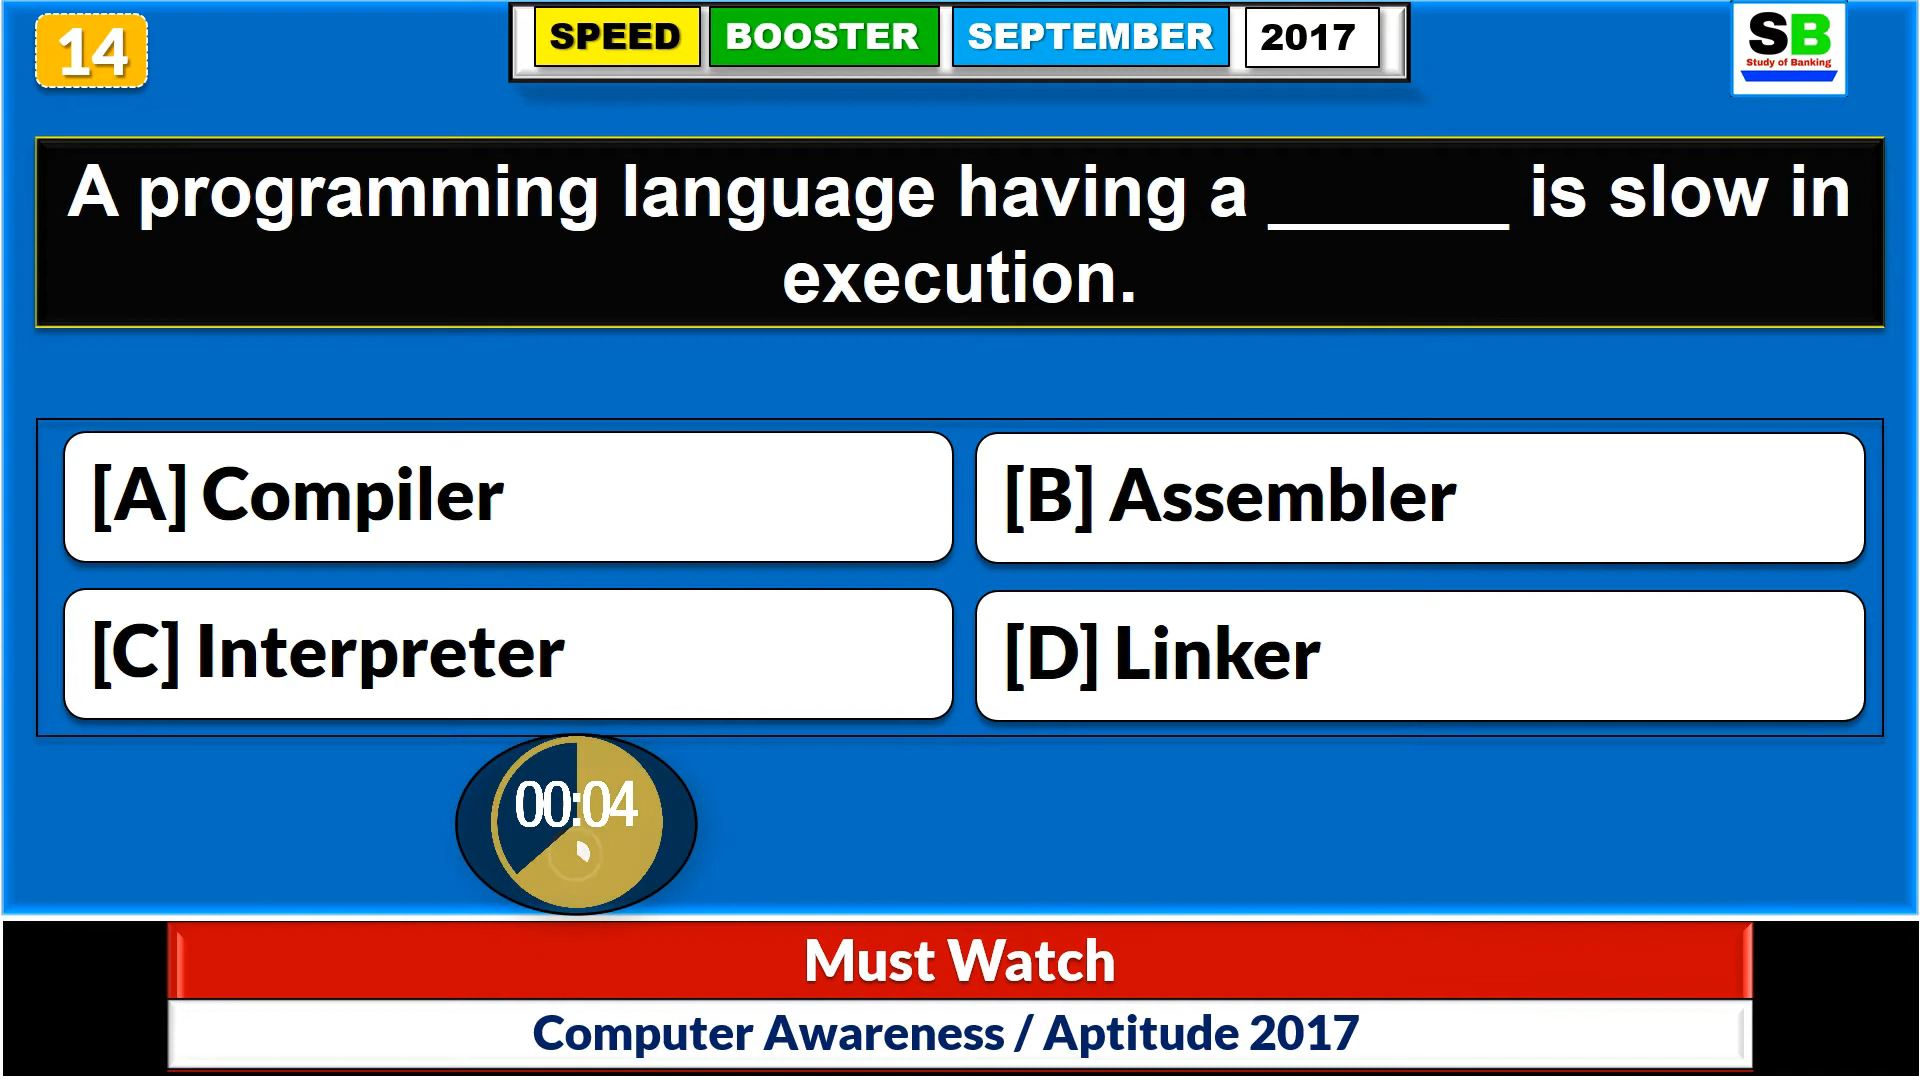 14
SPEED BOOSTER SEPTEMBER 2017
SB
Study of Banking
A programming language having a ______ is slow in
execution.
[A] Compiler
[B] Assembler
[C] Interpreter
[D] Linker
00:04
Must Watch
Computer Awareness / Aptitude 2017